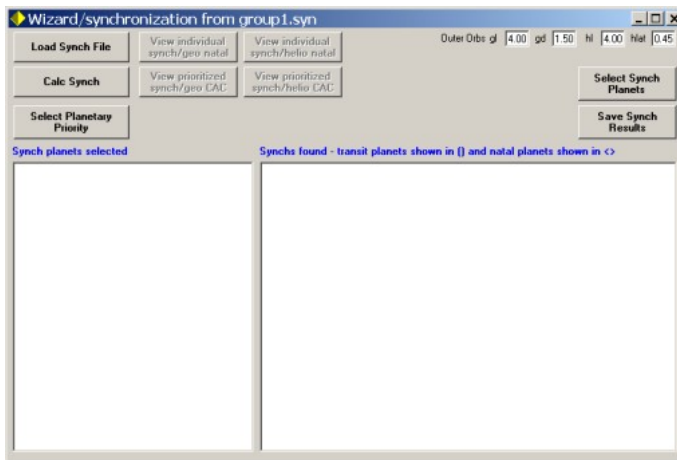 Wizard/synchronization from group1.syn
Load Synch File
View individual
synch/geo natal
View individual
synch/helio natal
Outer Orbs gl 4.00 gd 1.50 hl 4.00 hlat 0.45
Calc Synch
View prioritized
synch/geo CAC
View prioritized
synch/helio CAC
Select Synch
Planets
Select Planetary
Priority
Save Synch
Results
Synch planets selected
Synchs found - transit planets shown in () and natal planets shown in <>